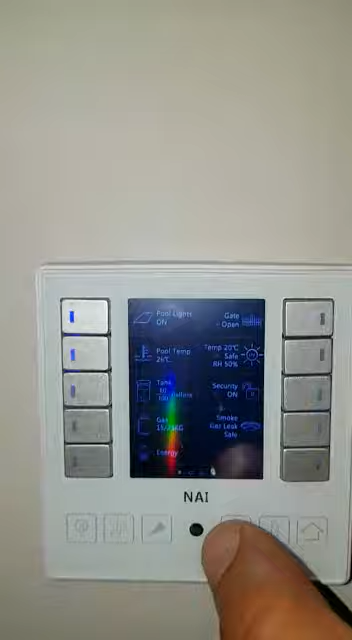 Pool Lights
ON
Gate
- Open
Pool Temp
26℃
Temp 20℃
Safe
RH 50%
Tank
Gallons
Security
ON
Gas
Smoke
Gas Leak
Safe
Energy
NAI